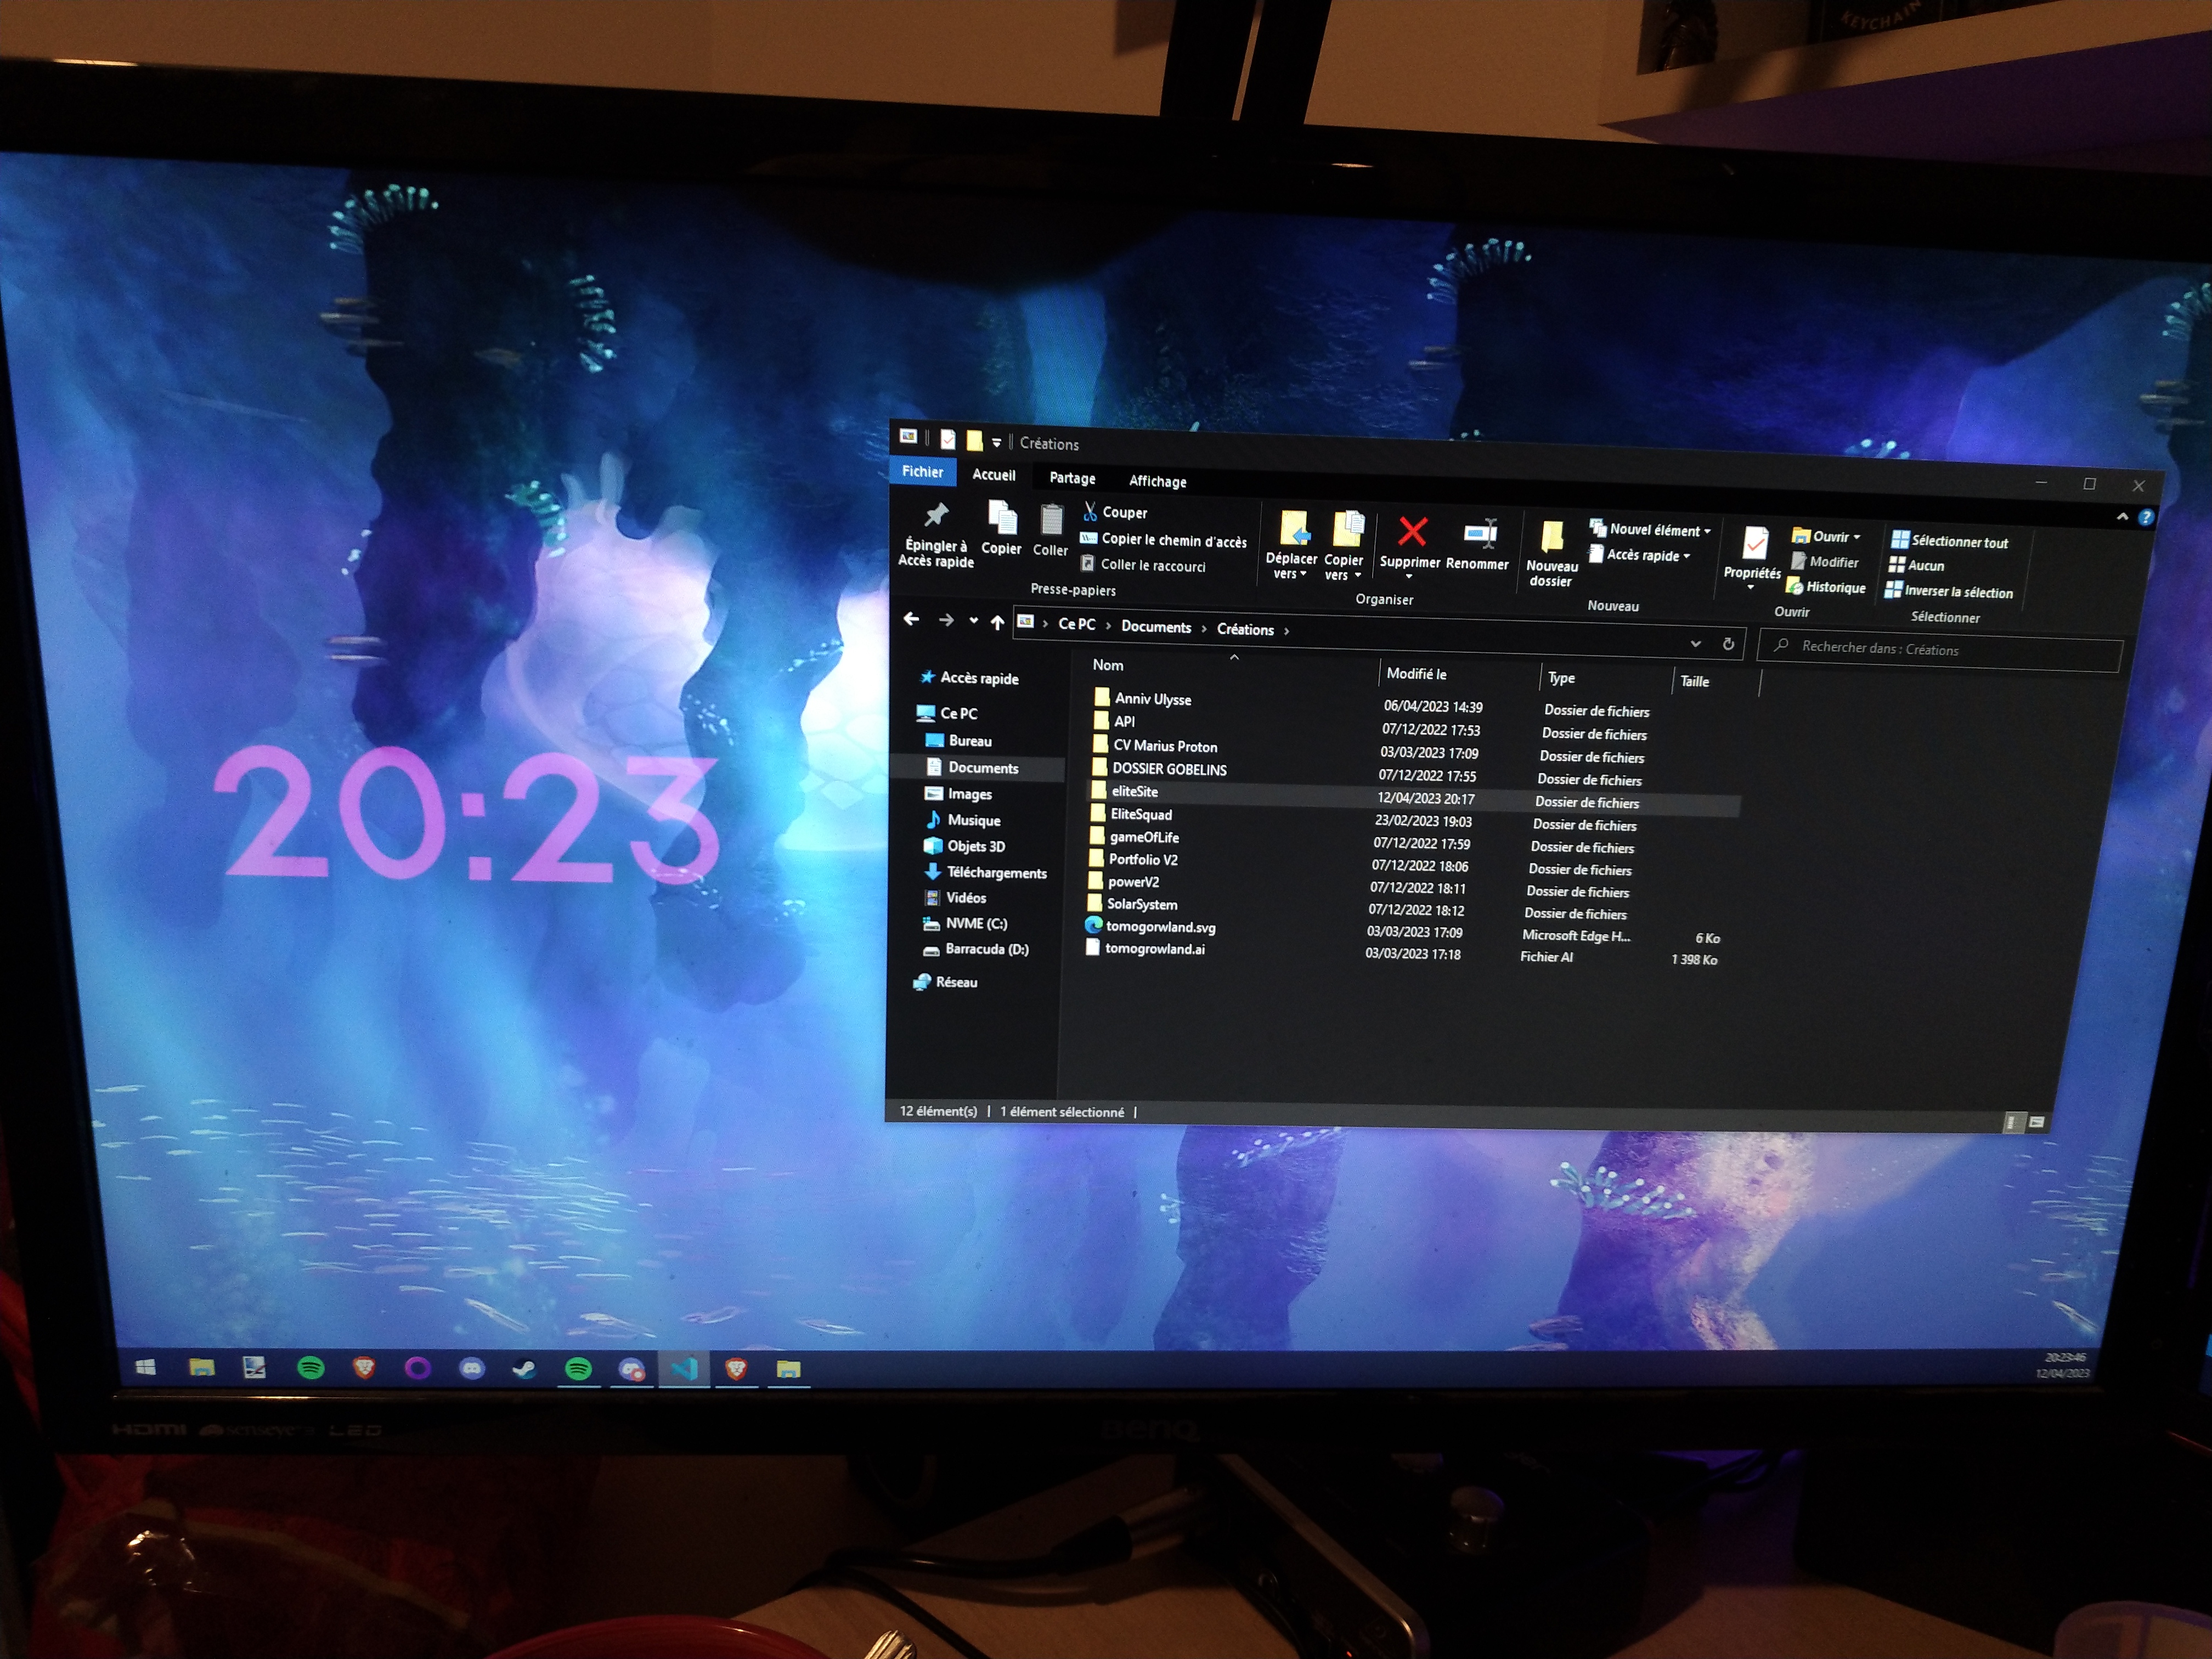 KEYCHAIN
20:23
Créations
Fichier
Accueil
Partage
Affichage
Épingler à
Accès rapide
Copier
Coller
Couper
Copier le chemin d'accès
Coller le raccourci
Presse-papiers
Déplacer
vers
Copier
vers
Supprimer
Renommer
Organiser
Nouveau
dossier
Nouvel élément
Accès rapide
Nouveau
Propriétés
Ouvrir
Modifier
Historique
Ouvrir
Sélectionner tout
Aucun
Inverser la sélection
Sélectionner
Ce PC > Documents > Créations >
Rechercher dans : Créations
Accès rapide
Ce PC
Bureau
Documents
Images
Musique
Objets 3D
Téléchargements
Vidéos
NVME (C:)
Barracuda (D:)
Réseau
Nom Modifié le Type Taille
Anniv Ulysse 06/04/2023 14:39 Dossier de fichiers
API 07/12/2022 17:53 Dossier de fichiers
CV Marius Proton 03/03/2023 17:09 Dossier de fichiers
DOSSIER GOBELINS 07/12/2022 17:55 Dossier de fichiers
eliteSite 12/04/2023 20:17 Dossier de fichiers
EliteSquad 23/02/2023 19:03 Dossier de fichiers
gameOfLife 07/12/2022 17:59 Dossier de fichiers
Portfolio V2 07/12/2022 18:06 Dossier de fichiers
powerV2 07/12/2022 18:11 Dossier de fichiers
SolarSystem 07/12/2022 18:12 Dossier de fichiers
tomogorwland.svg 03/03/2023 17:09 Microsoft Edge H... 6 Ko
tomogrowland.ai 03/03/2023 17:18 Fichier AI 1 398 Ko
12 élément(s) | 1 élément sélectionné |
20:23:46
12/04/2023
HDMI senseye 3 LED
BenQ